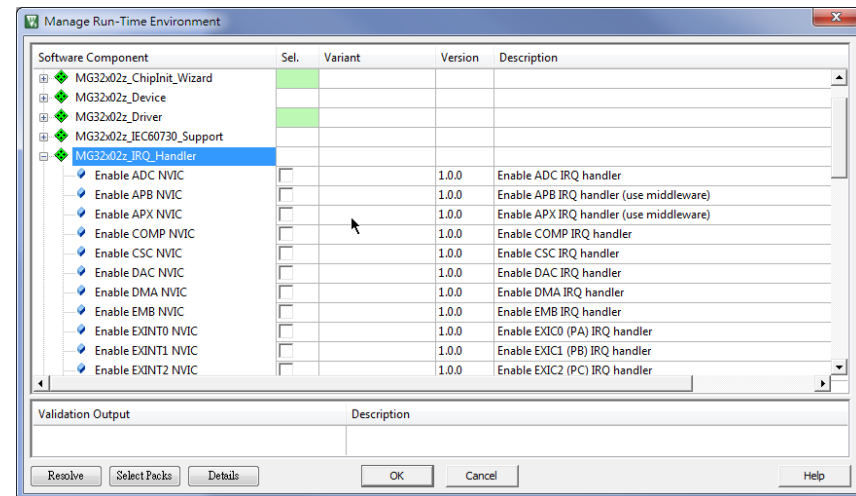 Manage Run-Time Environment
Software Component Sel. Variant Version Description
MG32x02z_ChipInit_Wizard
MG32x02z_Device
MG32x02z_Driver
MG32x02z_IEC60730_Support
MG32x02z_IRQ_Handler
Enable ADC NVIC 1.0.0 Enable ADC IRQ handler
Enable APB NVIC 1.0.0 Enable APB IRQ handler (use middleware)
Enable APX NVIC 1.0.0 Enable APX IRQ handler (use middleware)
Enable COMP NVIC 1.0.0 Enable COMP IRQ handler
Enable CSC NVIC 1.0.0 Enable CSC IRQ handler
Enable DAC NVIC 1.0.0 Enable DAC IRQ handler
Enable DMA NVIC 1.0.0 Enable DMA IRQ handler
Enable EMB NVIC 1.0.0 Enable EMB IRQ handler
Enable EXINT0 NVIC 1.0.0 Enable EXIC0 (PA) IRQ handler
Enable EXINT1 NVIC 1.0.0 Enable EXIC1 (PB) IRQ handler
Enable EXINT2 NVIC 1.0.0 Enable EXIC2 (PC) IRQ handler
Validation Output Description
Resolve Select Packs Details OK Cancel Help